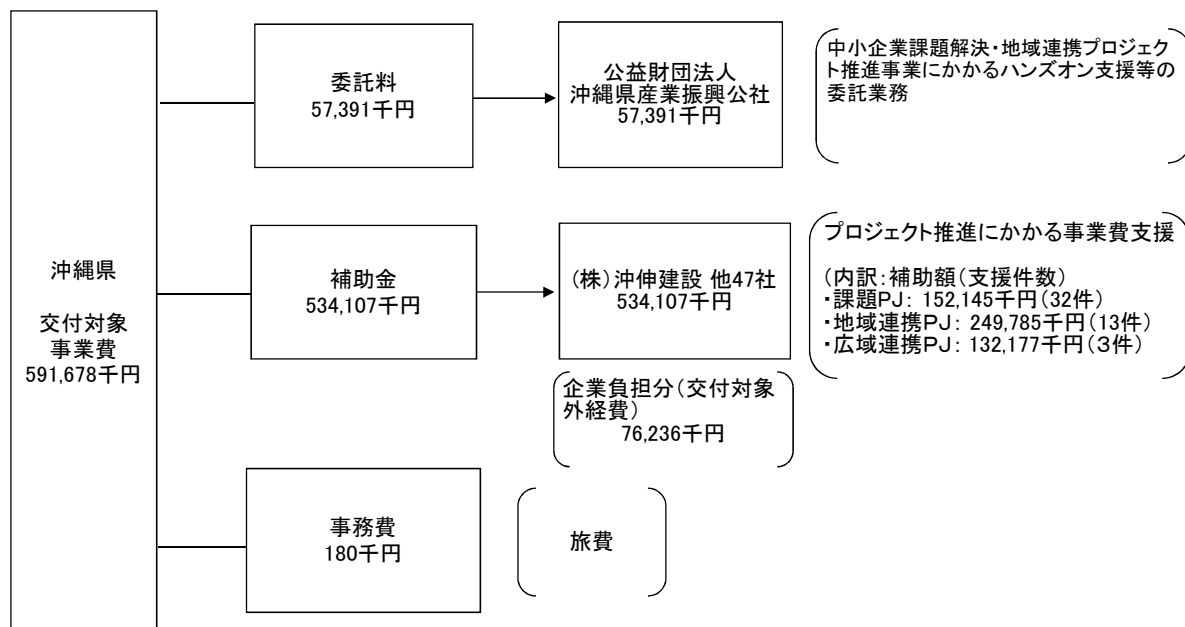 沖縄県
交付対象
事業費
591,678千円
委託料
57,391千円
公益財団法人
沖縄県産業振興公社
57,391千円
中小企業課題解決・地域連携プロジェク
ト推進事業にかかるハンズオン支援等の
委託業務
補助金
534,107千円
(株)沖伸建設 他47社
534,107千円
プロジェクト推進にかかる事業費支援
(内訳:補助額(支援件数)
・課題PJ: 152,145千円(32件)
・地域連携PJ: 249,785千円(13件)
・広域連携PJ: 132,177千円(3件)
企業負担分(交付対象
外経費)
76,236千円
事務費
180千円
旅費